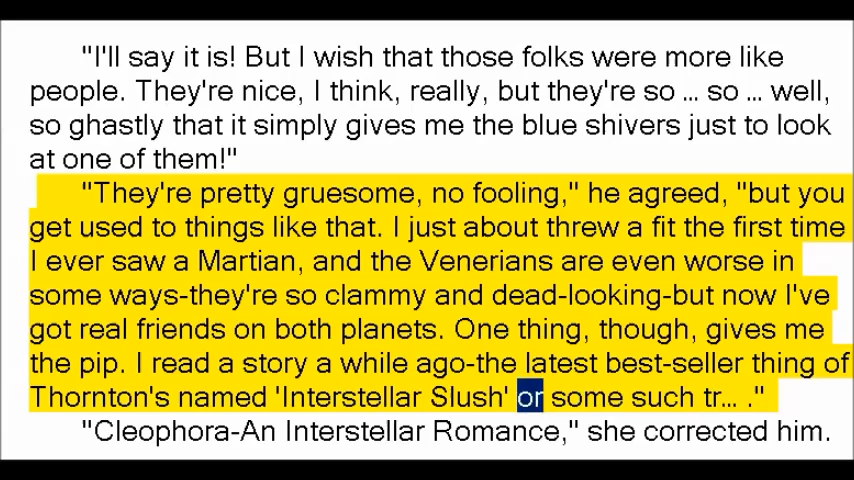 "I'll say it is! But I wish that those folks were more like
people. They're nice, I think, really, but they're so ... so ... well,
so ghastly that it simply gives me the blue shivers just to look
at one of them!"
"They're pretty gruesome, no fooling," he agreed, "but you
get used to things like that. I just about threw a fit the first time
I ever saw a Martian, and the Venerians are even worse in
some ways-they're so clammy and dead-looking-but now I've
got real friends on both planets. One thing, though, gives me
the pip. I read a story a while ago-the latest best-seller thing of
Thornton's named 'Interstellar Slush' or some such tr... ."
"Cleophora-An Interstellar Romance," she corrected him.